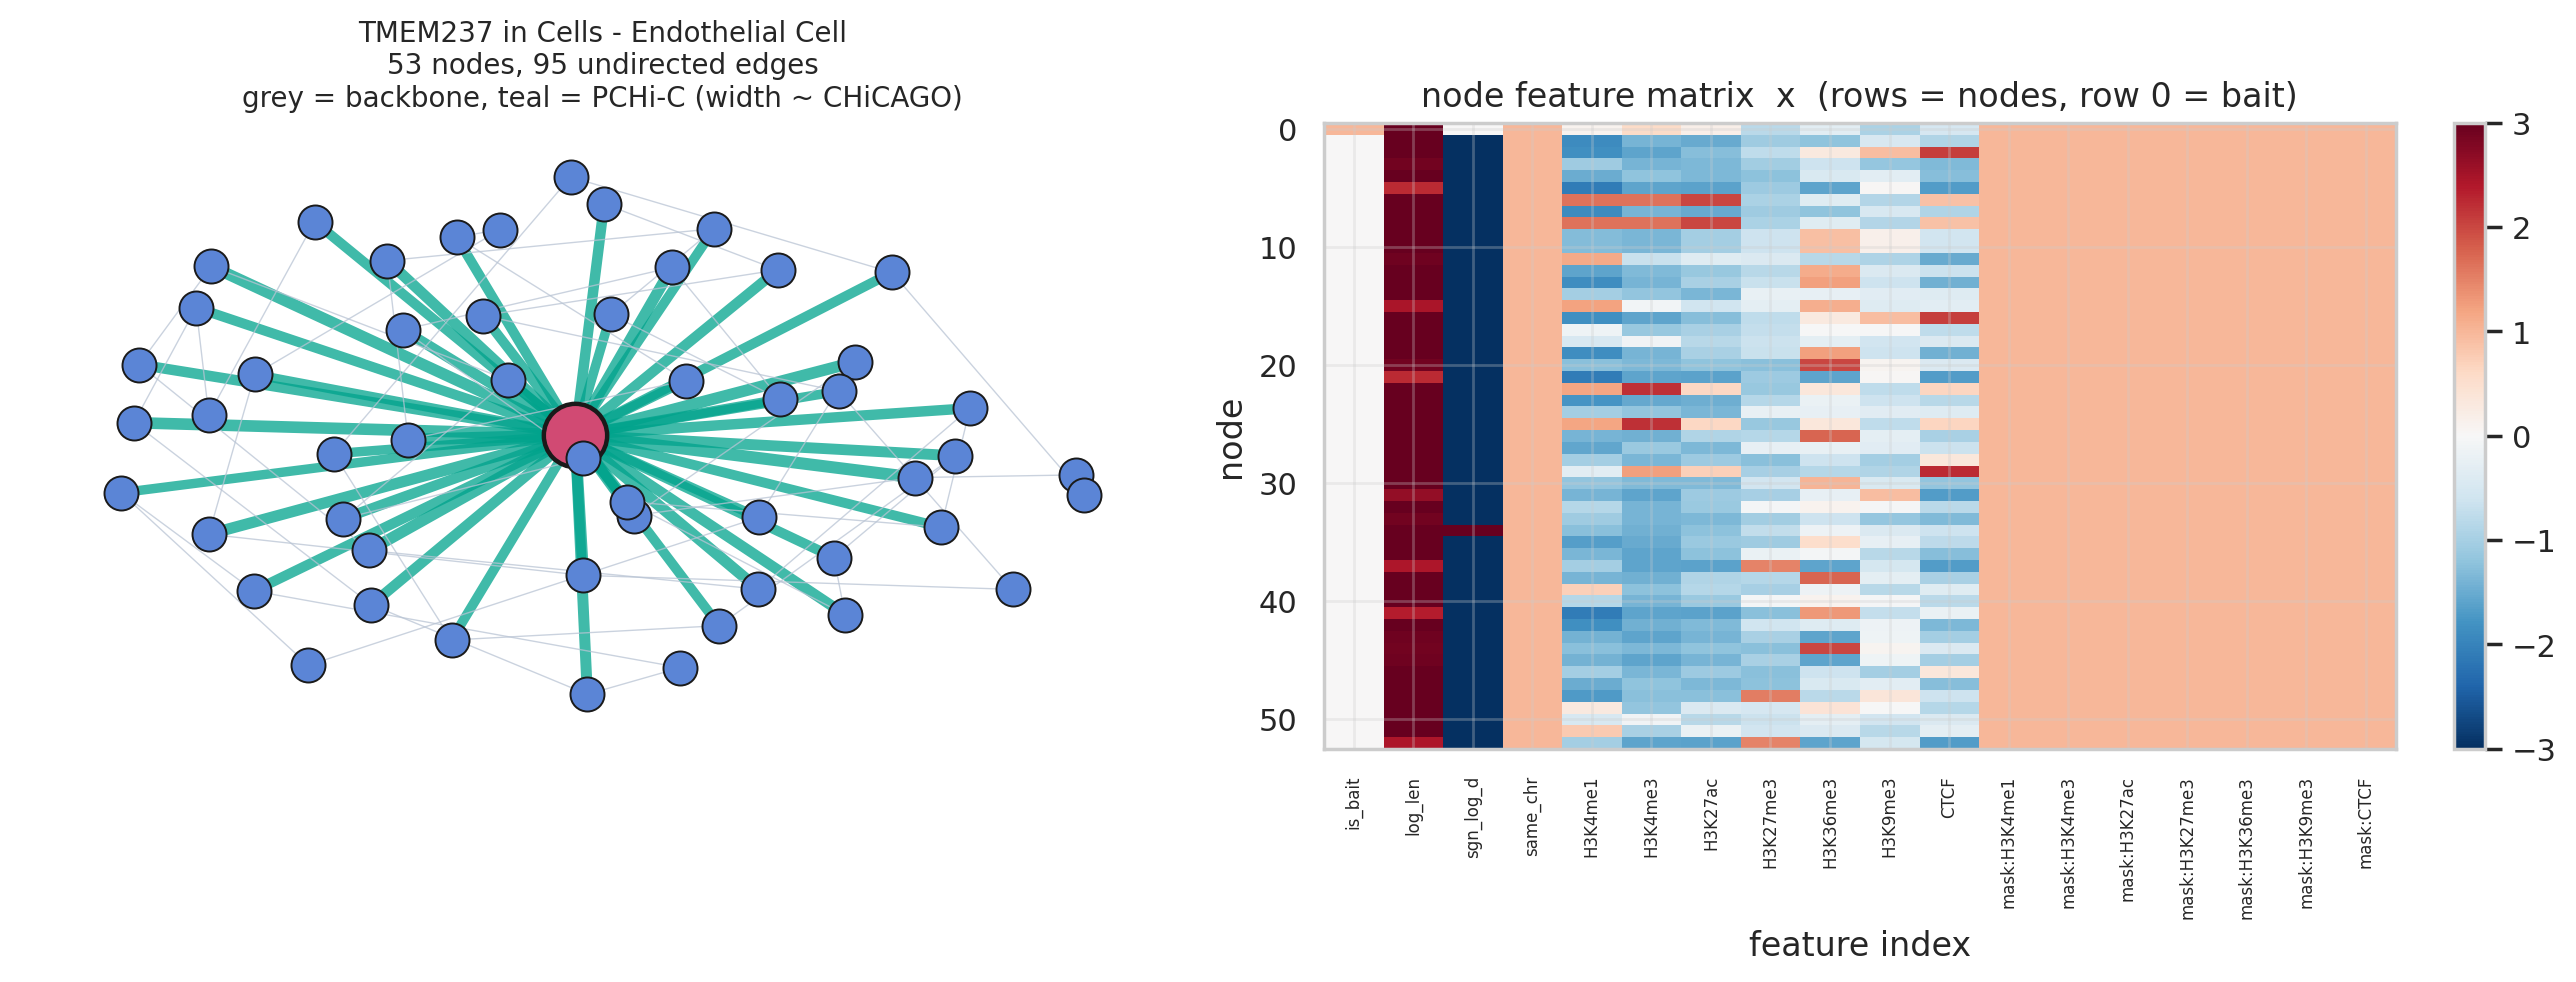 TMEM237 in Cells - Endothelial Cell
53 nodes, 95 undirected edges
grey = backbone, teal = PCHi-C (width ~ CHiCAGO)
node feature matrix  x  (rows = nodes, row 0 = bait)
node
0
10
20
30
40
50
is_bait
log_len
sgn_log_d
same_chr
H3K4me1
H3K4me3
H3K27ac
H3K27me3
H3K36me3
H3K9me3
CTCF
mask:H3K4me1
mask:H3K4me3
mask:H3K27ac
mask:H3K27me3
mask:H3K36me3
mask:H3K9me3
mask:CTCF
feature index
3
2
1
0
−1
−2
−3